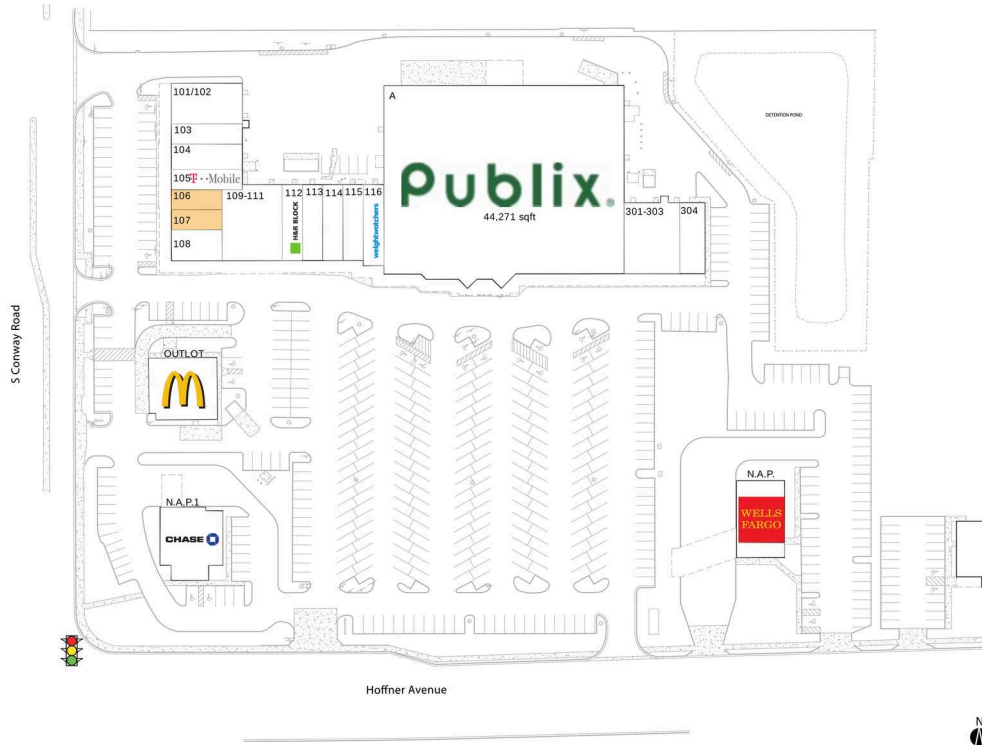 A
101/102
103
104
105 T··Mobile
106
107
108
109-111
112
H&R BLOCK
113
114
115
116
weightwatchers
Publix®
44,271 sqft
301-303
304
DETENTION POND
S Conway Road
OUTLOT
M
N.A.P.1
CHASE
N.A.P.
WELLS
FARGO
Hoffner Avenue
N